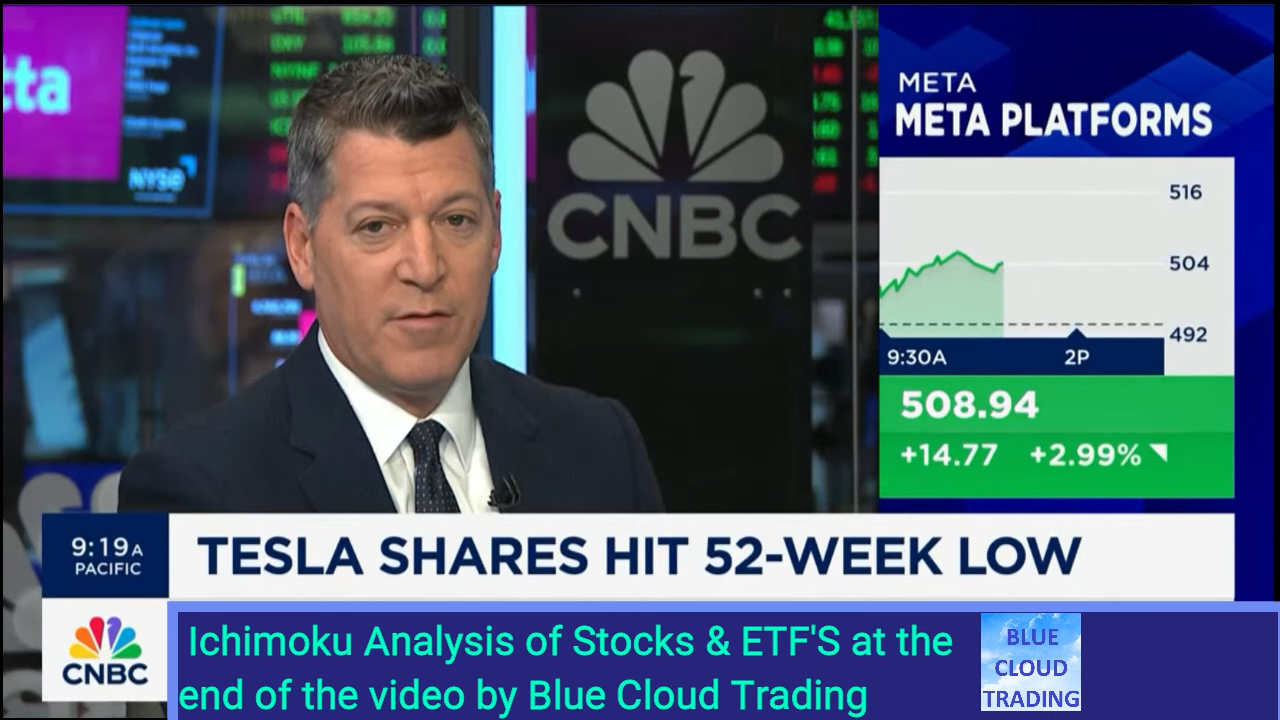 tta
NYSE
CNBC
META
META PLATFORMS
516
504
492
9:30A
2P
508.94
+14.77 +2.99%
9:19A
PACIFIC
TESLA SHARES HIT 52-WEEK LOW
CNBC
Ichimoku Analysis of Stocks & ETF'S at the
end of the video by Blue Cloud Trading
BLUE
CLOUD
TRADING